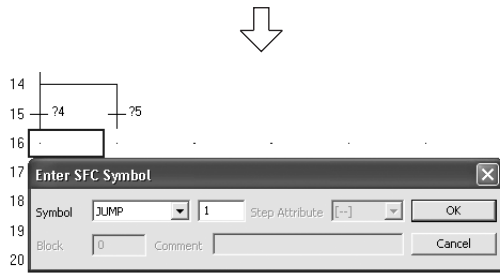 14
15 ?4 ?5
16
17 Enter SFC Symbol
18 Symbol JUMP 1 Step Attribute [--] OK
19 Block 0 Comment Cancel
20